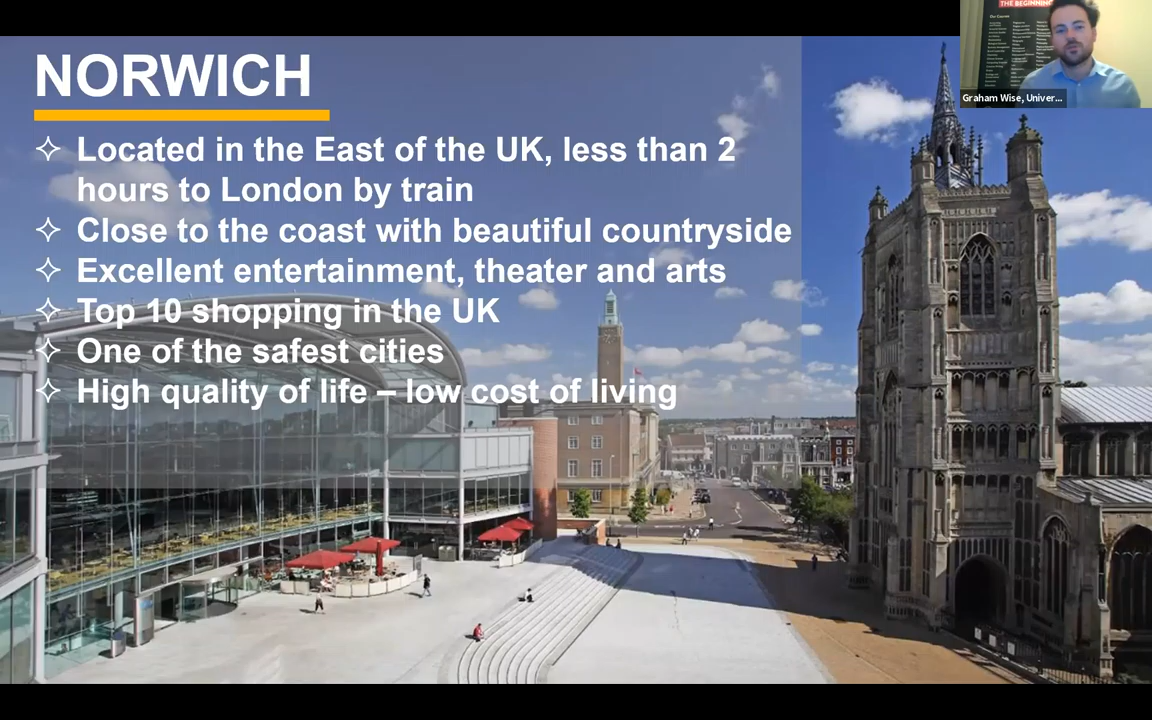 THE BEGINNING
Our Courses
Graham Wise, Univer...
NORWICH
✧ Located in the East of the UK, less than 2
hours to London by train
✧ Close to the coast with beautiful countryside
✧ Excellent entertainment, theater and arts
✧ Top 10 shopping in the UK
✧ One of the safest cities
✧ High quality of life – low cost of living